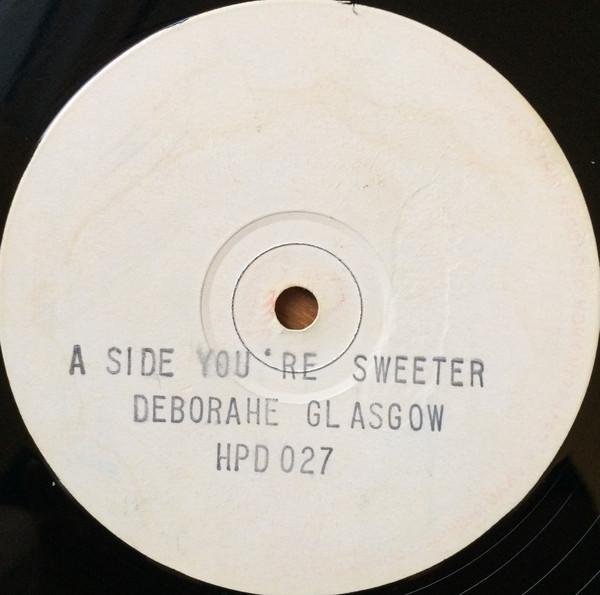 A SIDE YOU'RE SWEETER
DEBORAHE GLASGOW
HPD 027